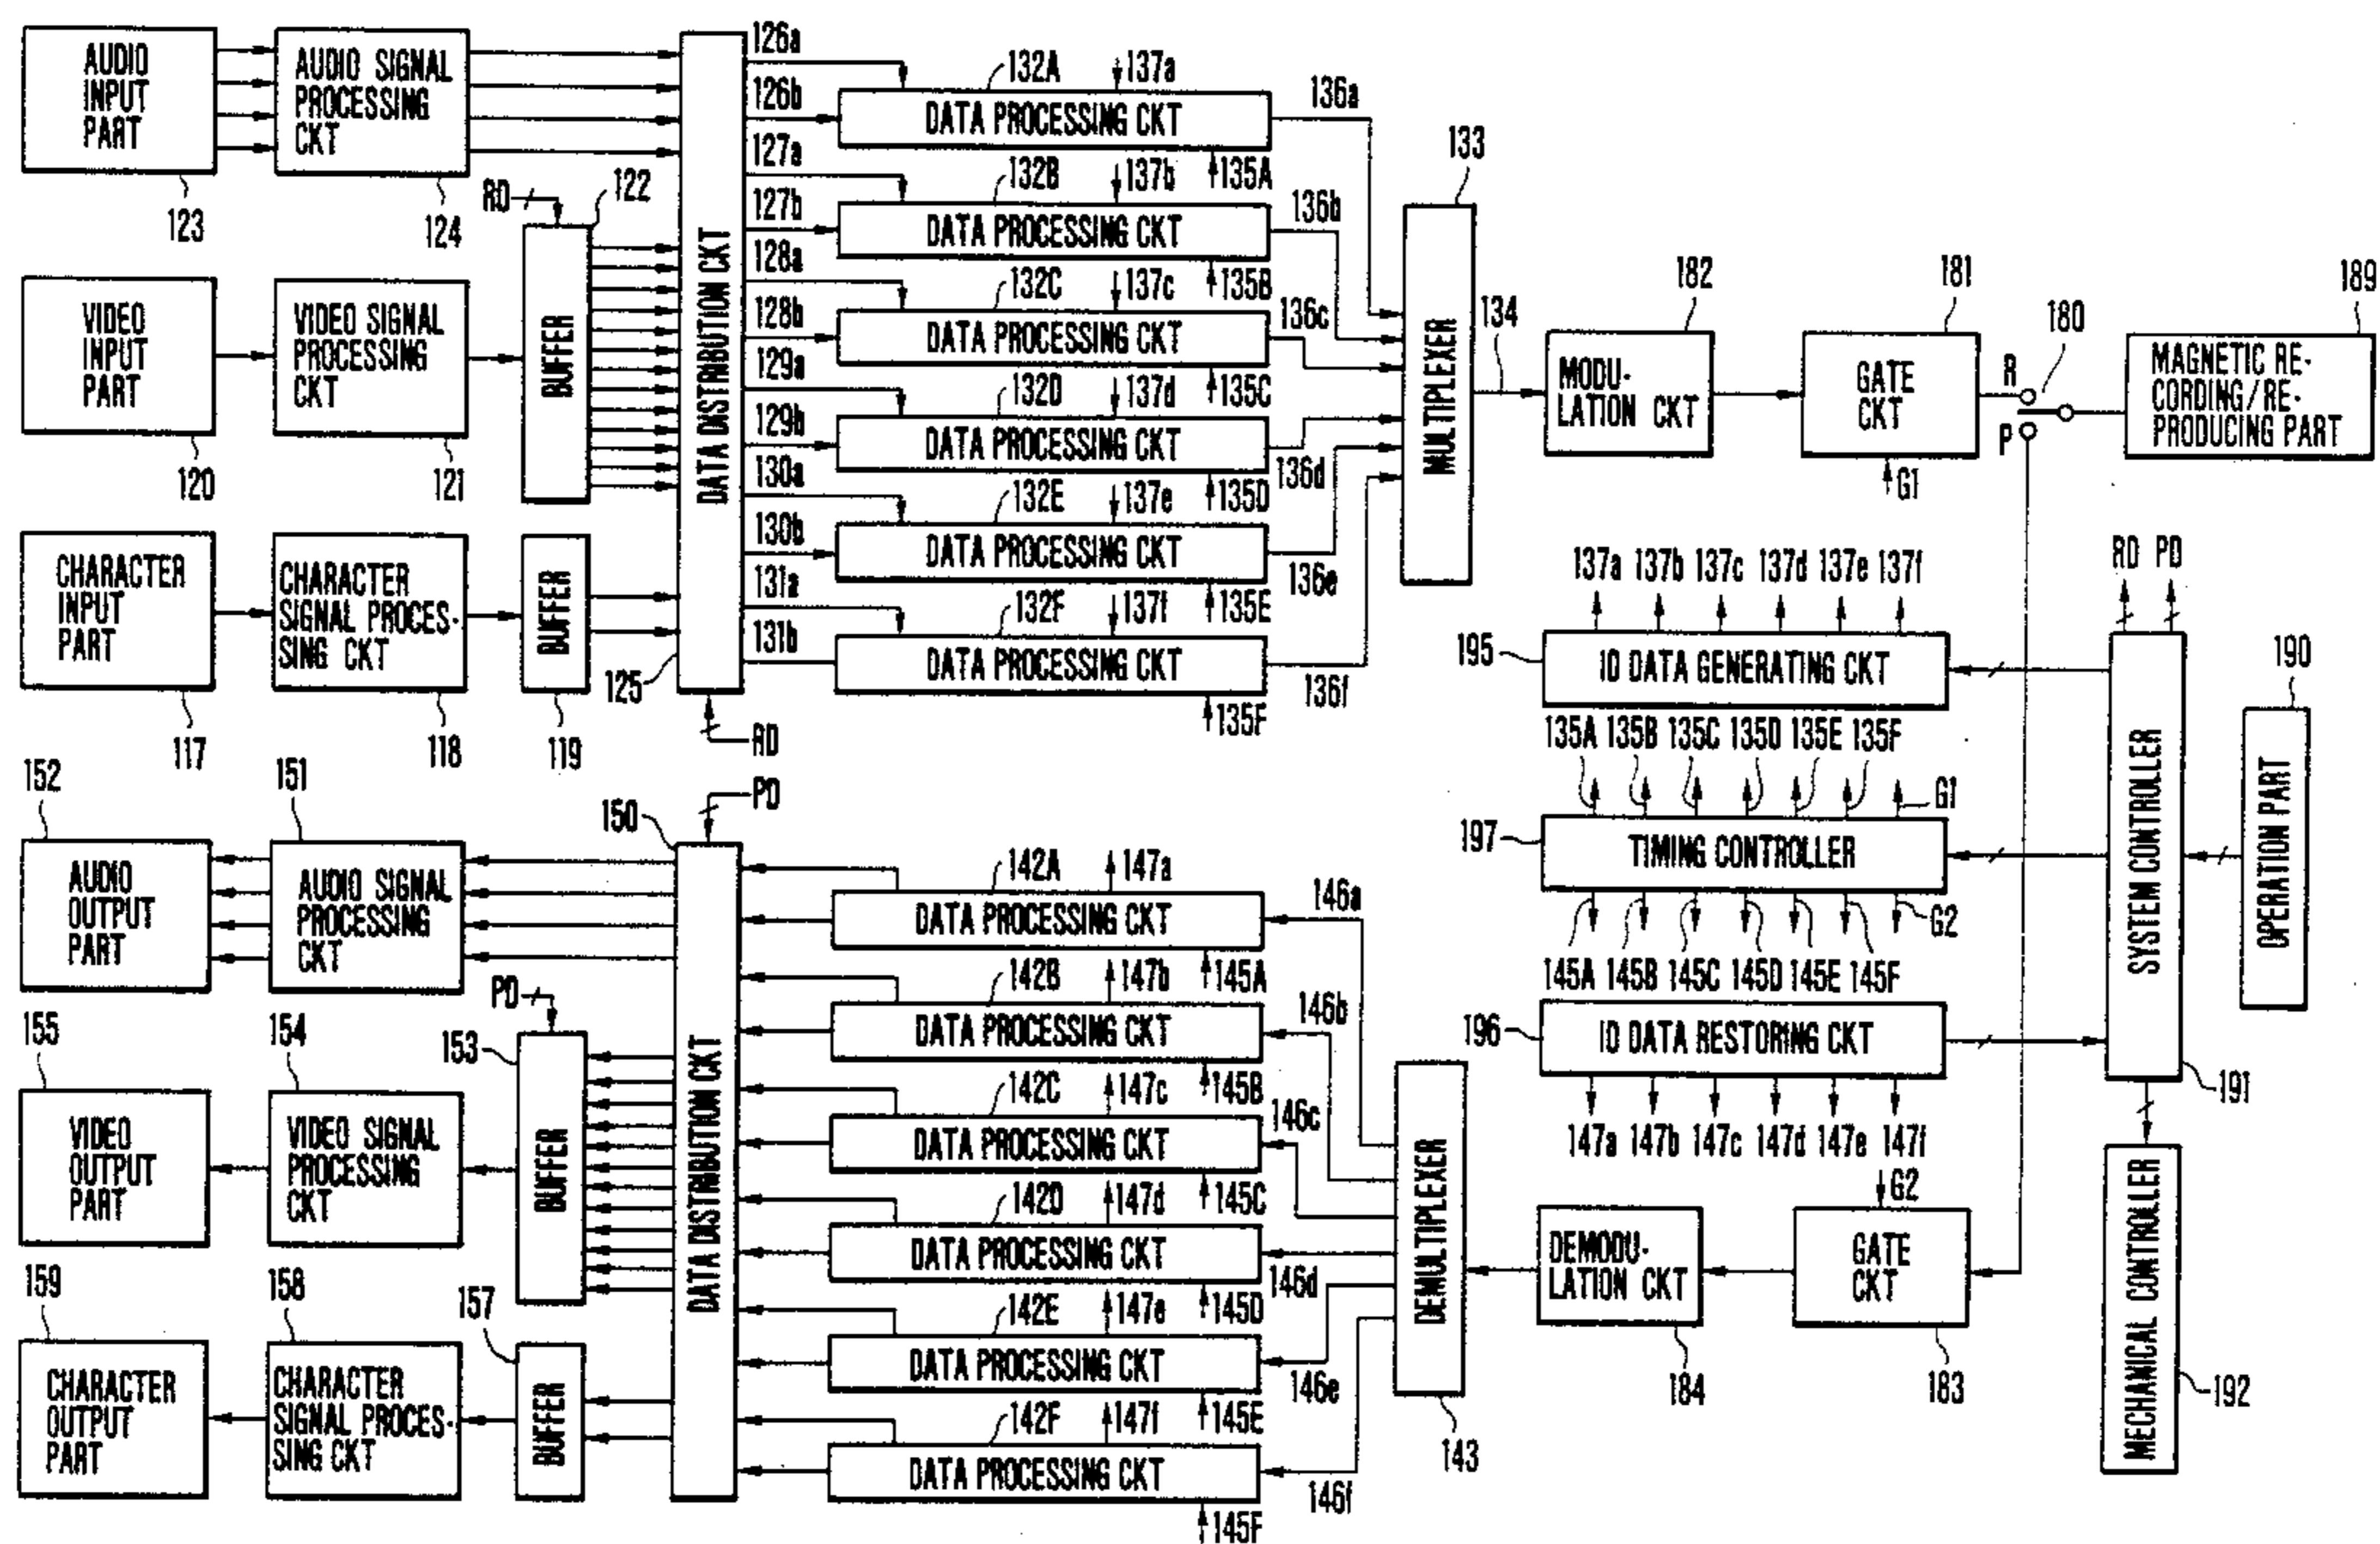 AUDIO
INPUT
PART
123
AUDIO SIGNAL
PROCESSING
CKT
124
VIDEO
INPUT
PART
120
VIDEO SIGNAL
PROCESSING
CKT
121
RD
122
BUFFER
CHARACTER
INPUT
PART
117
CHARACTER
SIGNAL PROCES-
SING CKT
118
BUFFER
119
DATA DISTRIBUTION CKT
125
RD
126a
126b
127a
127b
128a
128b
129a
129b
130a
130b
131a
131b
132A
137a
DATA PROCESSING CKT
135A
136a
132B
137b
DATA PROCESSING CKT
135B
136b
132C
137c
DATA PROCESSING CKT
135C
136c
132D
137d
DATA PROCESSING CKT
135D
136d
132E
137e
DATA PROCESSING CKT
135E
136e
132F
137f
DATA PROCESSING CKT
135F
136f
133
MULTIPLEXER
134
182
MODU-
LATION CKT
181
GATE
CKT
G1
R
P
180
189
MAGNETIC RE-
CORDING/RE-
PRODUCING PART
137a 137b 137c 137d 137e 137f
195
ID DATA GENERATING CKT
135A 135B 135C 135D 135E 135F
G1
197
TIMING CONTROLLER
G2
145A 145B 145C 145D 145E 145F
196
ID DATA RESTORING CKT
147a 147b 147c 147d 147e 147f
RD PD
SYSTEM CONTROLLER
191
190
OPERATION PART
MECHANICAL CONTROLLER
192
G2
GATE
CKT
183
DEMODU-
LATION CKT
184
DEMULTIPLEXER
143
152
AUDIO
OUTPUT
PART
151
AUDIO SIGNAL
PROCESSING
CKT
155
VIDEO
OUTPUT
PART
154
VIDEO SIGNAL
PROCESSING
CKT
PD
153
BUFFER
159
CHARACTER
OUTPUT
PART
158
CHARACTER
SIGNAL PROCES-
SING CKT
157
BUFFER
150
PD
DATA DISTRIBUTION CKT
142A
147a
DATA PROCESSING CKT
145A
146a
142B
147b
DATA PROCESSING CKT
145B
146b
142C
147c
DATA PROCESSING CKT
145C
146c
142D
147d
DATA PROCESSING CKT
145D
146d
142E
147e
DATA PROCESSING CKT
145E
146e
142F
147f
DATA PROCESSING CKT
145F
146f